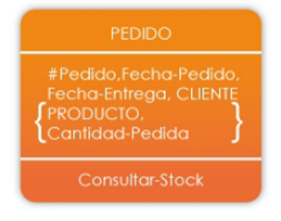 PEDIDO
#Pedido,Fecha-Pedido,
Fecha-Entrega, CLIENTE
{PRODUCTO,
Cantidad-Pedida}
Consultar-Stock